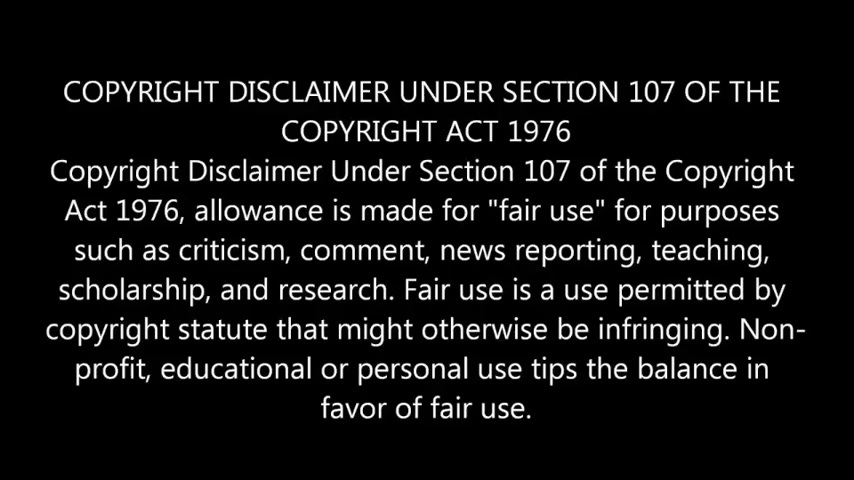 COPYRIGHT DISCLAIMER UNDER SECTION 107 OF THE
COPYRIGHT ACT 1976
Copyright Disclaimer Under Section 107 of the Copyright
Act 1976, allowance is made for "fair use" for purposes
such as criticism, comment, news reporting, teaching,
scholarship, and research. Fair use is a use permitted by
copyright statute that might otherwise be infringing. Non-
profit, educational or personal use tips the balance in
favor of fair use.